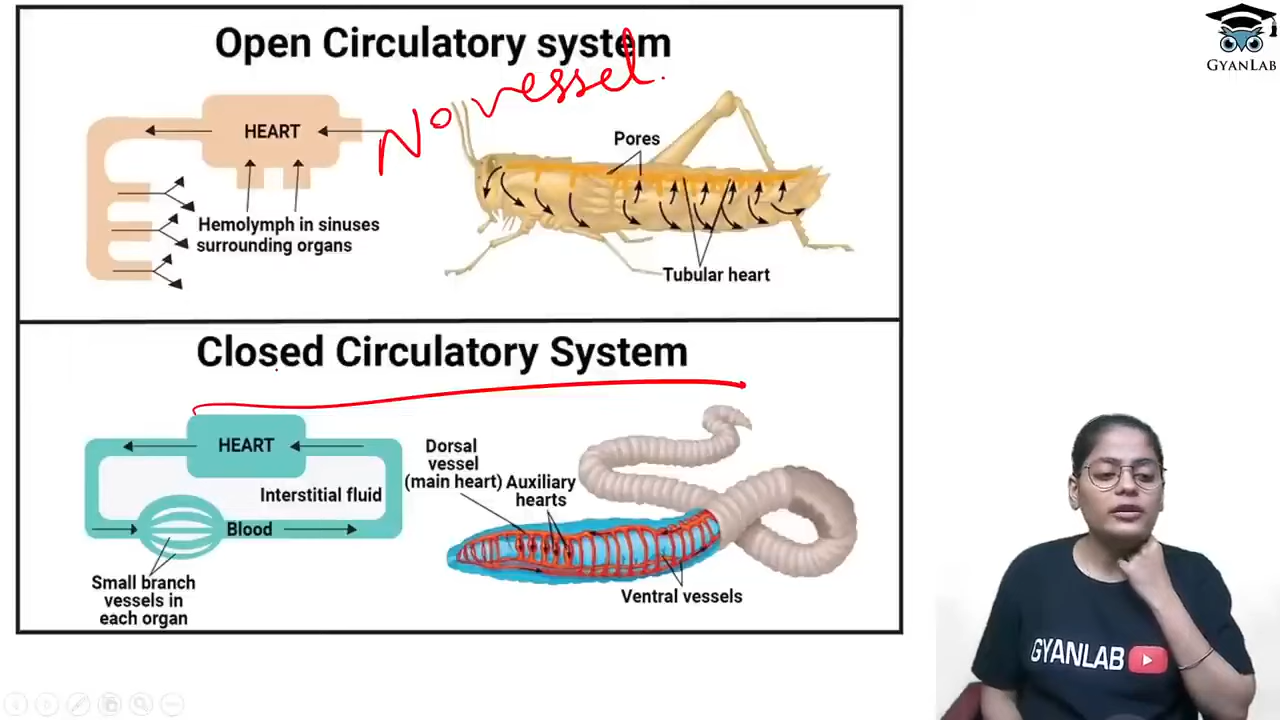 Open Circulatory system
No vessel.
HEART
Hemolymph in sinuses
surrounding organs
Pores
Tubular heart
Closed Circulatory System
HEART
Interstitial fluid
Blood
Small branch
vessels in
each organ
Dorsal
vessel
(main heart)
Auxiliary
hearts
Ventral vessels
GYANLAB
GYANLAB